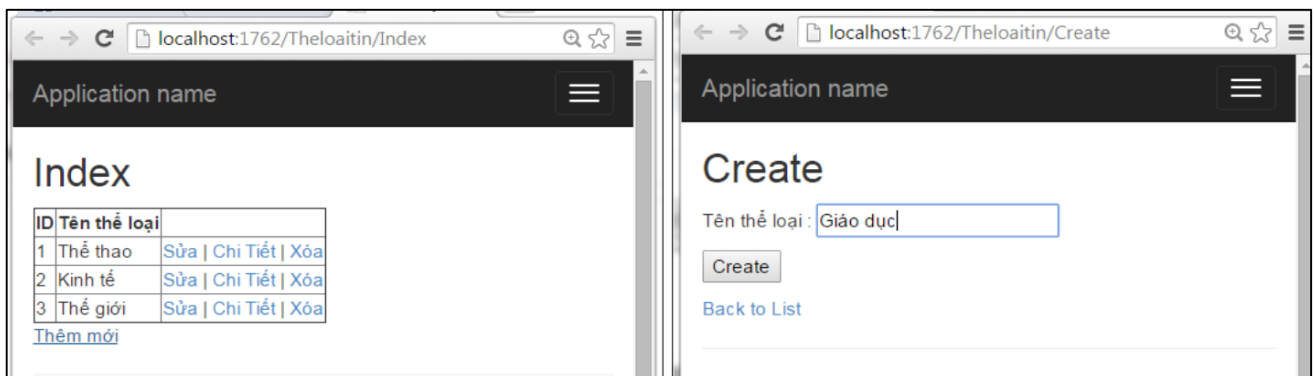 localhost:1762/Theloaitin/Index
Application name
Index
ID Tên thể loại
1 Thể thao Sửa | Chi Tiết | Xóa
2 Kinh tế Sửa | Chi Tiết | Xóa
3 Thế giới Sửa | Chi Tiết | Xóa
Thêm mới
localhost:1762/Theloaitin/Create
Application name
Create
Tên thể loại : Giáo dục
Create
Back to List